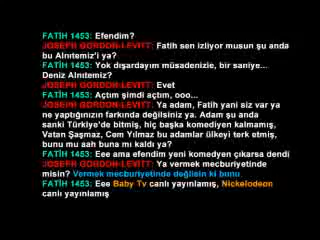 FATİH 1453: Efendim?
JOSEPH GORDON-LEVITT: Fatih sen izliyor musun şu anda
bu Alnıtemiz'i ya?
FATİH 1453: Yok dışardayım müsadenizle, bir saniye...
Deniz Alnıtemiz?
JOSEPH GORDON-LEVITT: Evet
FATİH 1453: Açtım şimdi açtım, ooo...
JOSEPH GORDON-LEVITT: Ya adam, Fatih yani siz var ya
ne yaptığınızın farkında değilsiniz ya. Adam şu anda
sanki Türkiye'de bitmiş, hiç başka komedyen kalmamış,
Vatan Şaşmaz, Cem Yılmaz bu adamlar ülkeyi terk etmiş,
bunu mu aah buna mı kaldı ya?
FATİH 1453: Eee ama efendim yeni komedyen çıkarsa dendi
JOSEPH GORDON-LEVITT: Ya vermek mecburiyetinde
misin? Vermek mecburiyetinde değilsin ki bunu
FATİH 1453: Eee Baby Tv canlı yayınlamış, Nickelodeon
canlı yayınlamış